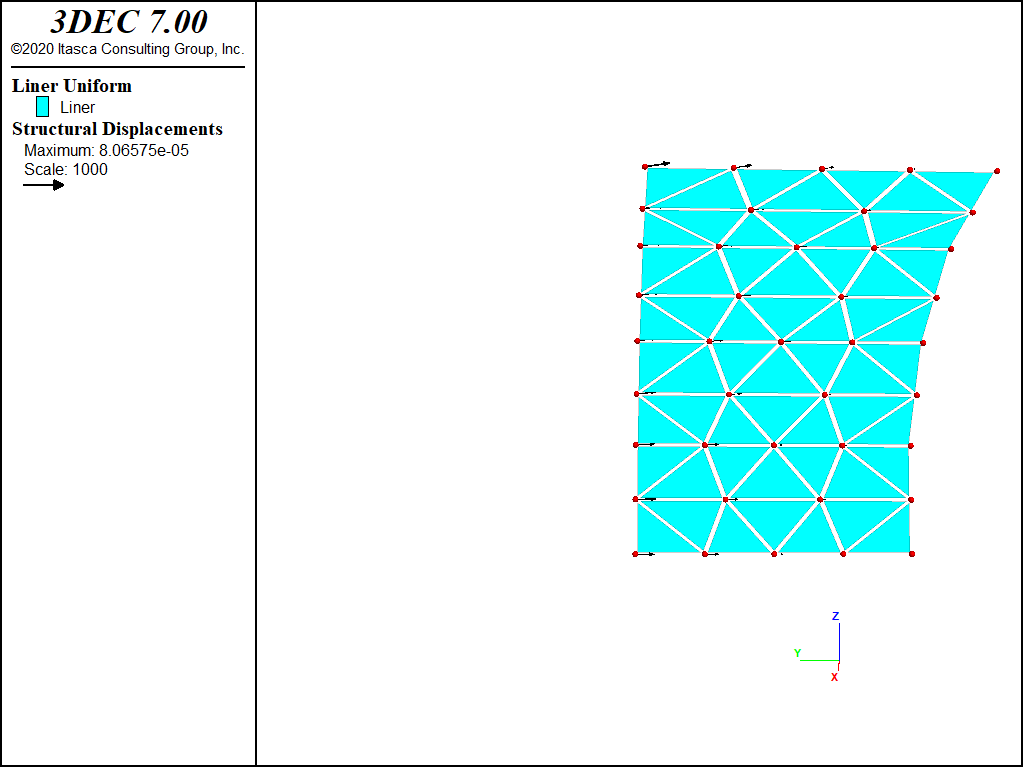 3DEC 7.00
©2020 Itasca Consulting Group, Inc.
Liner Uniform
Liner
Structural Displacements
Maximum: 8.06575e-05
Scale: 1000
Z
Y
X